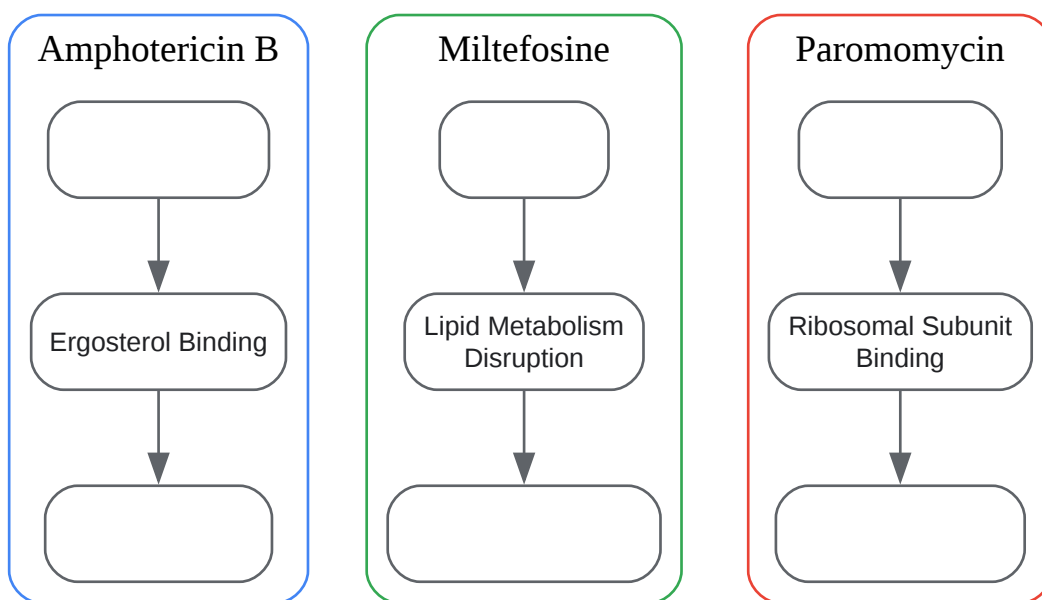 Amphotericin B
Ergosterol Binding
Miltefosine
Lipid Metabolism
Disruption
Paromomycin
Ribosomal Subunit
Binding